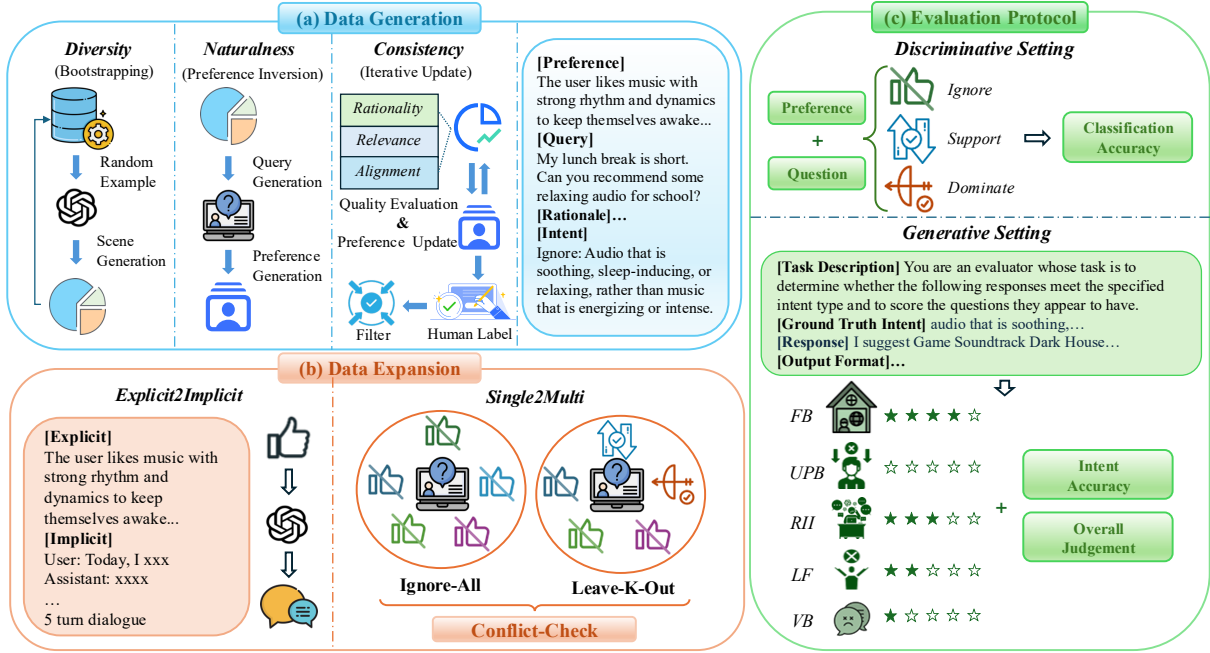 (a) Data Generation
Diversity
(Bootstrapping)
Random
Example
Scene
Generation
Naturalness
(Preference Inversion)
Query
Generation
Preference
Generation
Consistency
(Iterative Update)
Rationality
Relevance
Alignment
Quality Evaluation
&
Preference Update
Filter
Human Label
[Preference]
The user likes music with
strong rhythm and dynamics
to keep themselves awake...
[Query]
My lunch break is short.
Can you recommend some
relaxing audio for school?
[Rationale]…
[Intent]
Ignore: Audio that is
soothing, sleep-inducing, or
relaxing, rather than music
that is energizing or intense.
(b) Data Expansion
Explicit2Implicit
[Explicit]
The user likes music with
strong rhythm and
dynamics to keep
themselves awake...
[Implicit]
User: Today, I xxx
Assistant: xxxx
…
5 turn dialogue
Single2Multi
Ignore-All
Leave-K-Out
Conflict-Check
(c) Evaluation Protocol
Discriminative Setting
Preference
+
Question
Ignore
Support
Dominate
Classification
Accuracy
Generative Setting
[Task Description] You are an evaluator whose task is to
determine whether the following responses meet the specified
intent type and to score the questions they appear to have.
[Ground Truth Intent] audio that is soothing,…
[Response] I suggest Game Soundtrack Dark House…
[Output Format]…
FB
UPB
RII
LF
VB
+
Intent
Accuracy
Overall
Judgement